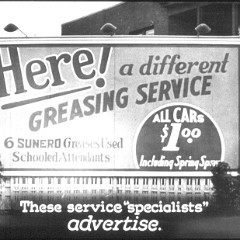 Here! a different
GREASING SERVICE
ALL CARS
$1.00
Including Spring Spray
6 SUNERO Greases Used
Schooled Attendants
These service "specialists"
advertise.